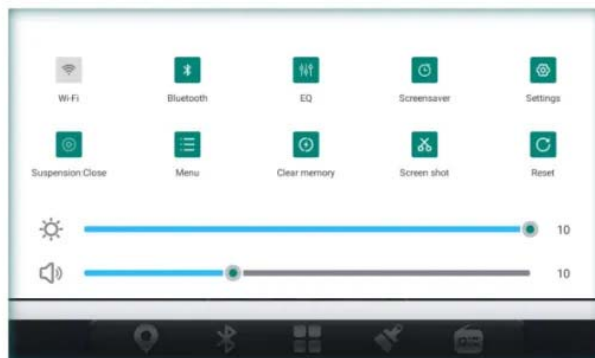 Wi-Fi
Bluetooth
EQ
Screensaver
Settings
Suspension:Close
Menu
Clear memory
Screen shot
Reset
10
10